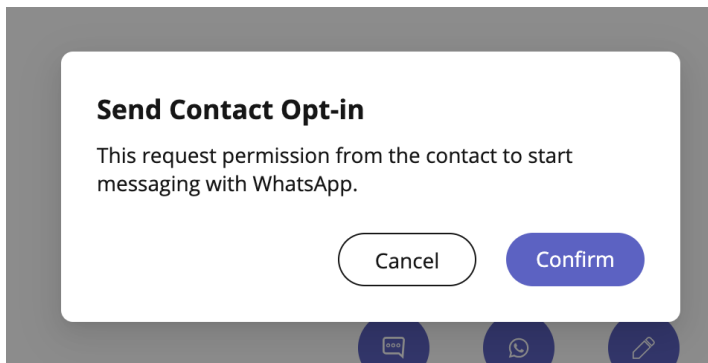 Send Contact Opt-in
This request permission from the contact to start
messaging with WhatsApp.
Cancel
Confirm